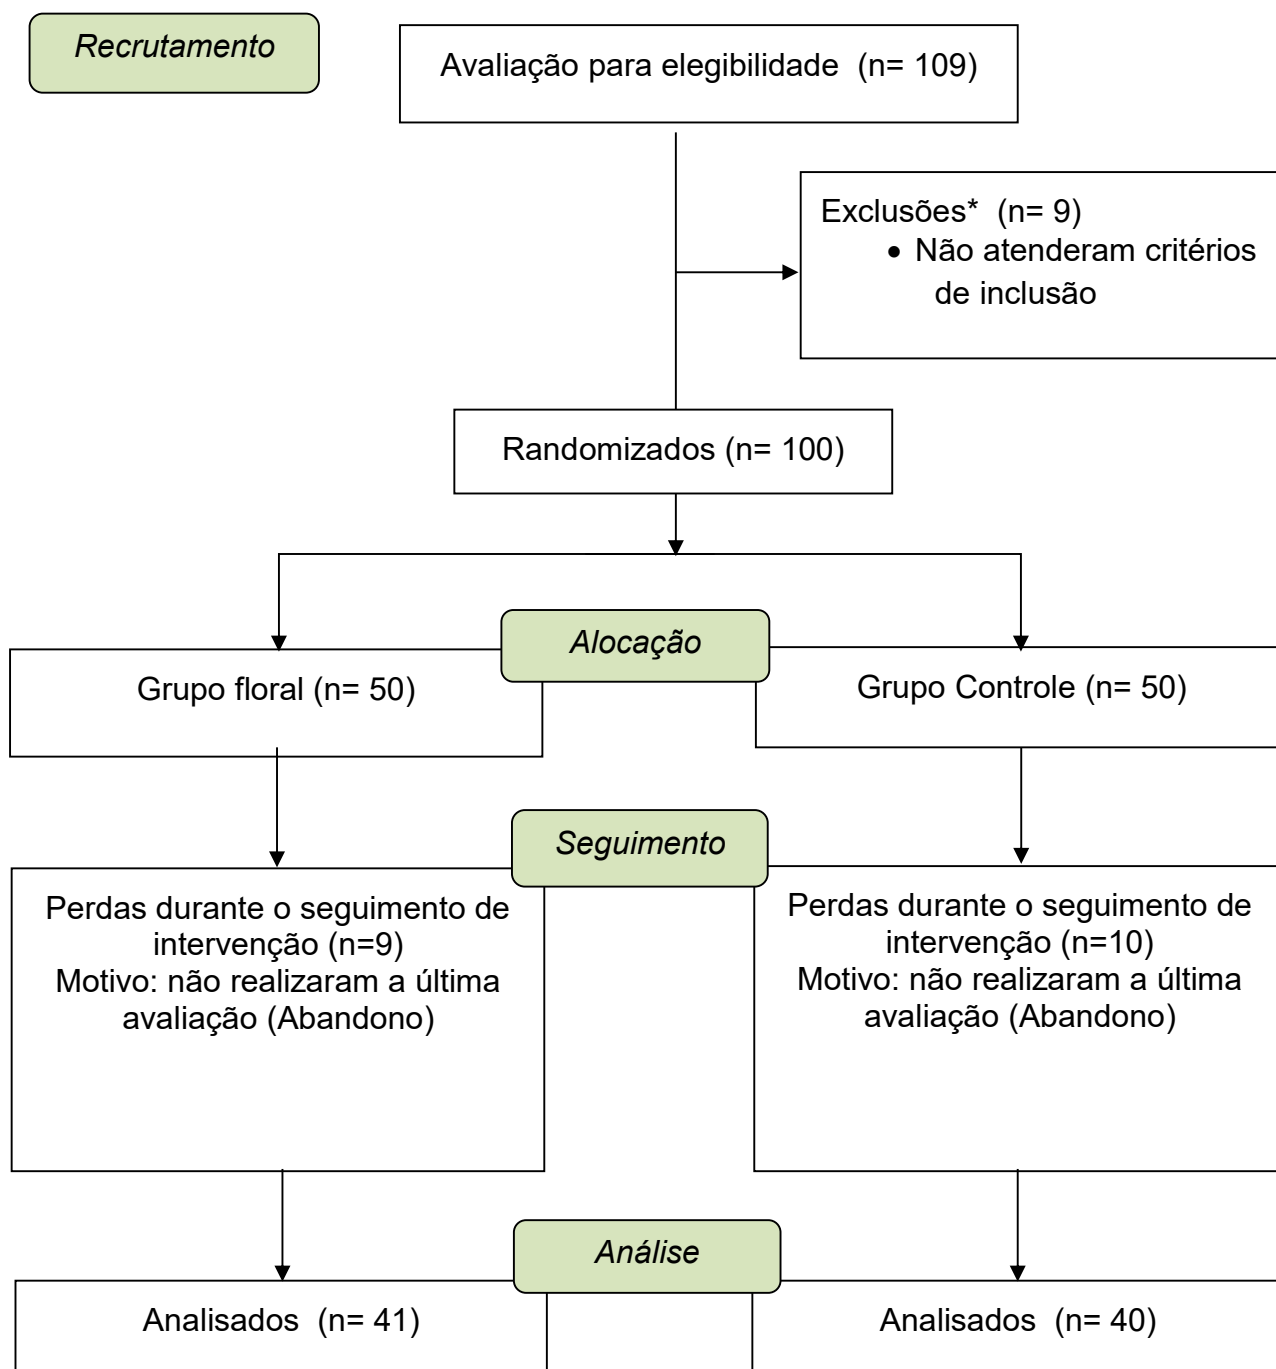 Recrutamento
Avaliação para elegibilidade (n= 109)
Exclusões* (n= 9)
• Não atenderam critérios
de inclusão
Randomizados (n= 100)
Alocação
Grupo floral (n= 50)
Grupo Controle (n= 50)
Seguimento
Perdas durante o seguimento de
intervenção (n=9)
Motivo: não realizaram a última
avaliação (Abandono)
Perdas durante o seguimento de
intervenção (n=10)
Motivo: não realizaram a última
avaliação (Abandono)
Análise
Analisados (n= 41)
Analisados (n= 40)